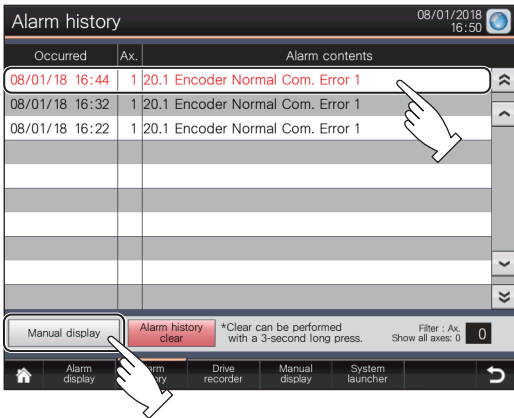 Alarm history
08/01/2018
16:50
Occurred Ax. Alarm contents
08/01/18 16:44 1 20.1 Encoder Normal Com. Error 1
08/01/18 16:32 1 20.1 Encoder Normal Com. Error 1
08/01/18 16:22 1 20.1 Encoder Normal Com. Error 1
Manual display
Alarm history
clear
*Clear can be performed
with a 3-second long press.
Filter : Ax.
Show all axes: 0
0
Alarm
display
Drive
recorder
Manual
display
System
launcher